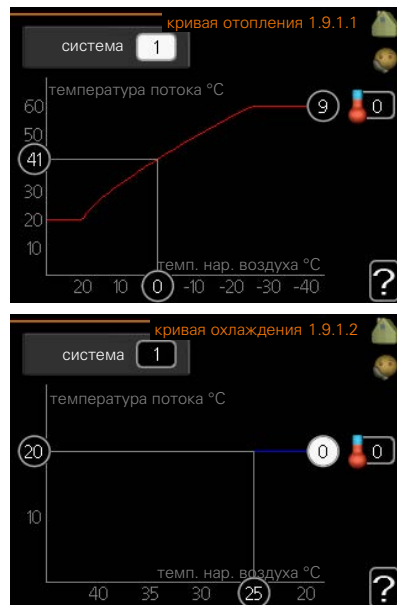 кривая отопления 1.9.1.1
система 1
температура потока °C
60
9
0
50
41
30
20
10
темп. нар. воздуха °C
20 10 0 -10 -20 -30 -40
?
кривая охлаждения 1.9.1.2
система 1
температура потока °C
20
0
0
10
темп. нар. воздуха °C
40 35 30 25 20
?